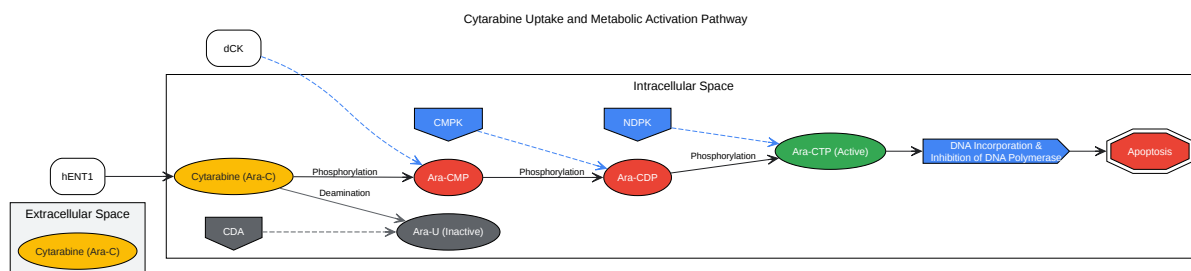 Cytarabine Uptake and Metabolic Activation Pathway
dCK
Intracellular Space
CMPK
NDPK
DNA Incorporation &
Inhibition of DNA Polymerase
Ara-CTP (Active)
Apoptosis
Phosphorylation
hENT1
Cytarabine (Ara-C)
Phosphorylation
Ara-CMP
Phosphorylation
Ara-CDP
Deamination
Extracellular Space
CDA
Ara-U (Inactive)
Cytarabine (Ara-C)